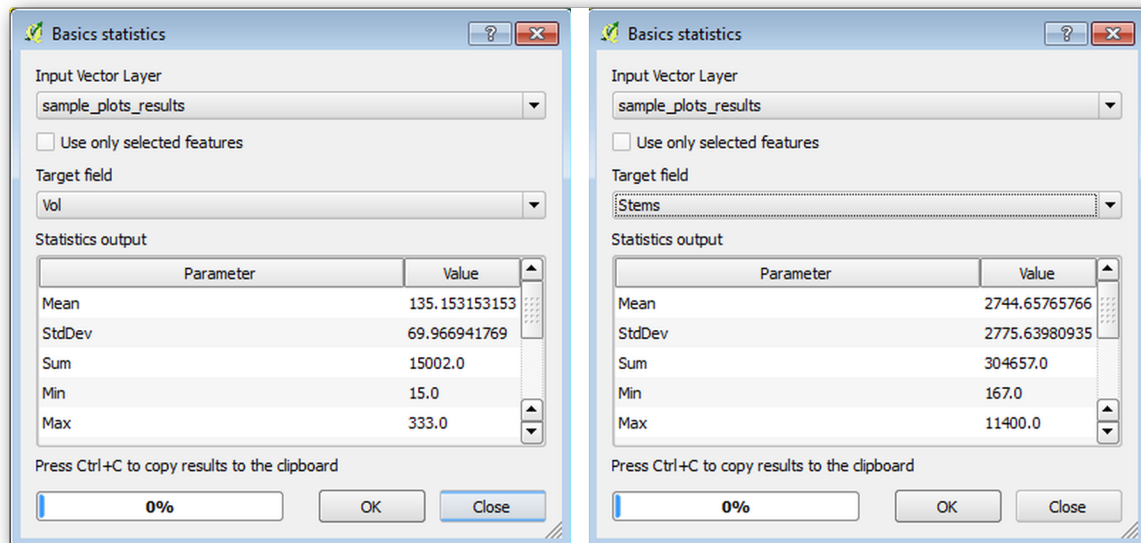 Basics statistics
Input Vector Layer
sample_plots_results
Use only selected features
Target field
Vol
Statistics output
Parameter Value
Mean 135.153153153
StdDev 69.966941769
Sum 15002.0
Min 15.0
Max 333.0
Press Ctrl+C to copy results to the clipboard
0% OK Close
Basics statistics
Input Vector Layer
sample_plots_results
Use only selected features
Target field
Stems
Statistics output
Parameter Value
Mean 2744.65765766
StdDev 2775.63980935
Sum 304657.0
Min 167.0
Max 11400.0
Press Ctrl+C to copy results to the clipboard
0% OK Close